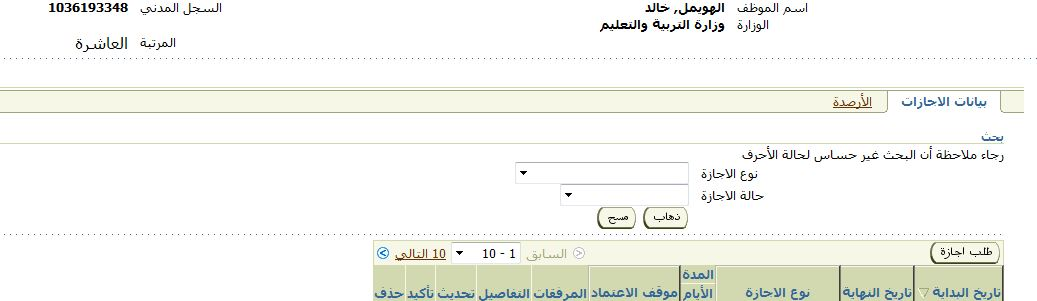 اسم الموظف الهويمل, خالد السجل المدني 1036193348
الوزارة وزارة التربية والتعليم
المرتبة العاشرة
بيانات الاجازات الأرصدة
بحث
رجاء ملاحظة أن البحث غير حساس لحالة الأحرف
نوع الاجازة
حالة الاجازة
ذهاب مسح
طلب اجازة السابق 1 - 10 10 التالي
المدة
تاريخ البداية تاريخ النهاية نوع الاجازة الأيام موقف الاعتماد المرفقات التفاصيل تحديث تأكيد حذف